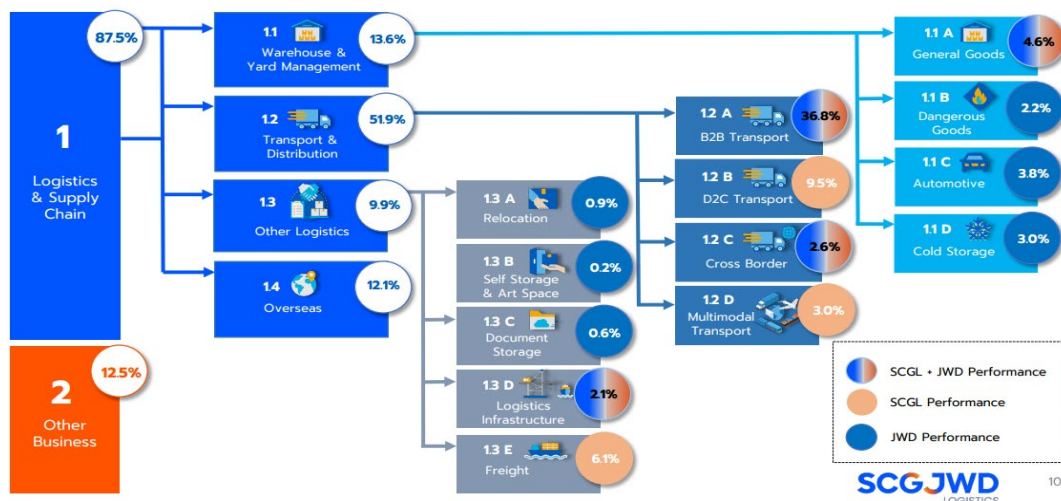 1
Logistics
& Supply
Chain
87.5%
2
Other
Business
12.5%
1.1
Warehouse &
Yard Management
13.6%
1.2
Transport &
Distribution
51.9%
1.3
Other Logistics
9.9%
1.4
Overseas
12.1%
1.3 A
Relocation
0.9%
1.3 B
Self Storage
& Art Space
0.2%
1.3 C
Document
Storage
0.6%
1.3 D
Logistics
Infrastructure
2.1%
1.3 E
Freight
6.1%
1.2 A
B2B Transport
36.8%
1.2 B
D2C Transport
9.5%
1.2 C
Cross Border
2.6%
1.2 D
Multimodal
Transport
3.0%
1.1 A
General Goods
4.6%
1.1 B
Dangerous
Goods
2.2%
1.1 C
Automotive
3.8%
1.1 D
Cold Storage
3.0%
SCGL + JWD Performance
SCGL Performance
JWD Performance
SCGJWD
LOGISTICS
10